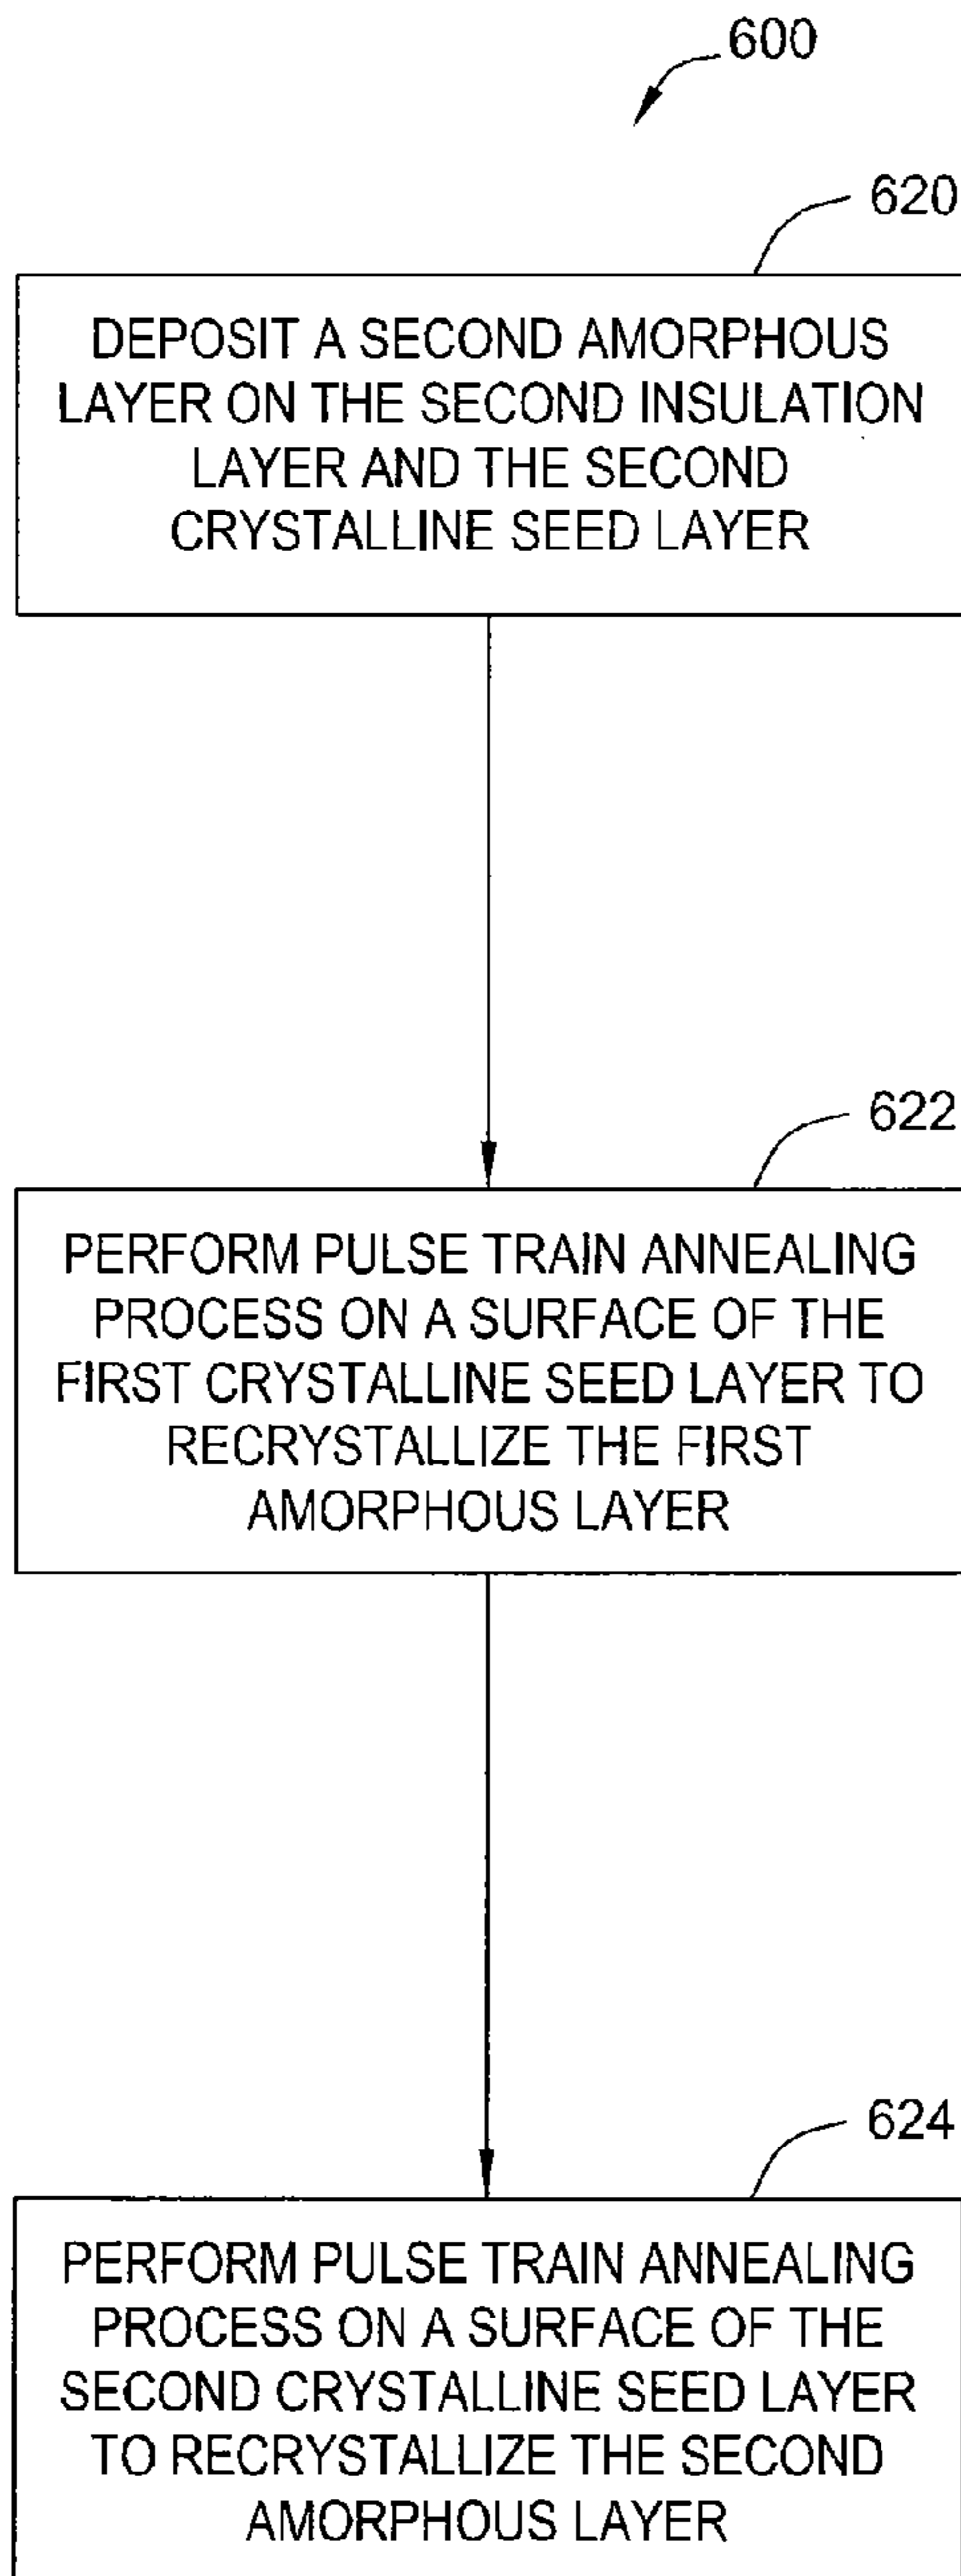 600
620
DEPOSIT A SECOND AMORPHOUS
LAYER ON THE SECOND INSULATION
LAYER AND THE SECOND
CRYSTALLINE SEED LAYER
622
PERFORM PULSE TRAIN ANNEALING
PROCESS ON A SURFACE OF THE
FIRST CRYSTALLINE SEED LAYER TO
RECRYSTALLIZE THE FIRST
AMORPHOUS LAYER
624
PERFORM PULSE TRAIN ANNEALING
PROCESS ON A SURFACE OF THE
SECOND CRYSTALLINE SEED LAYER
TO RECRYSTALLIZE THE SECOND
AMORPHOUS LAYER